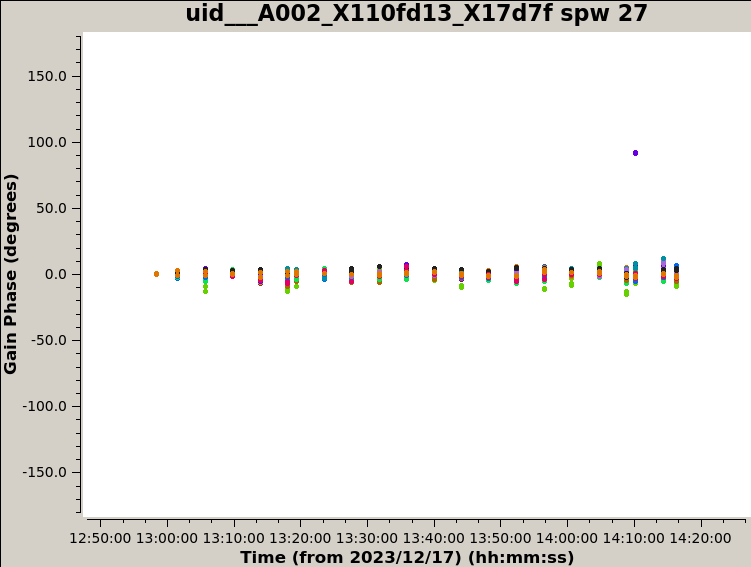 uid___A002_X110fd13_X17d7f spw 27
150.0
100.0
50.0
0.0
-50.0
-100.0
-150.0
Gain Phase (degrees)
12:50:00 13:00:00 13:10:00 13:20:00 13:30:00 13:40:00 13:50:00 14:00:00 14:10:00 14:20:00
Time (from 2023/12/17) (hh:mm:ss)